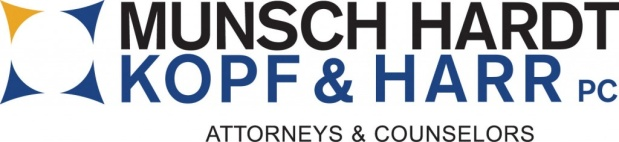 MUNSCH HARDT
KOPF & HARR PC
ATTORNEYS & COUNSELORS